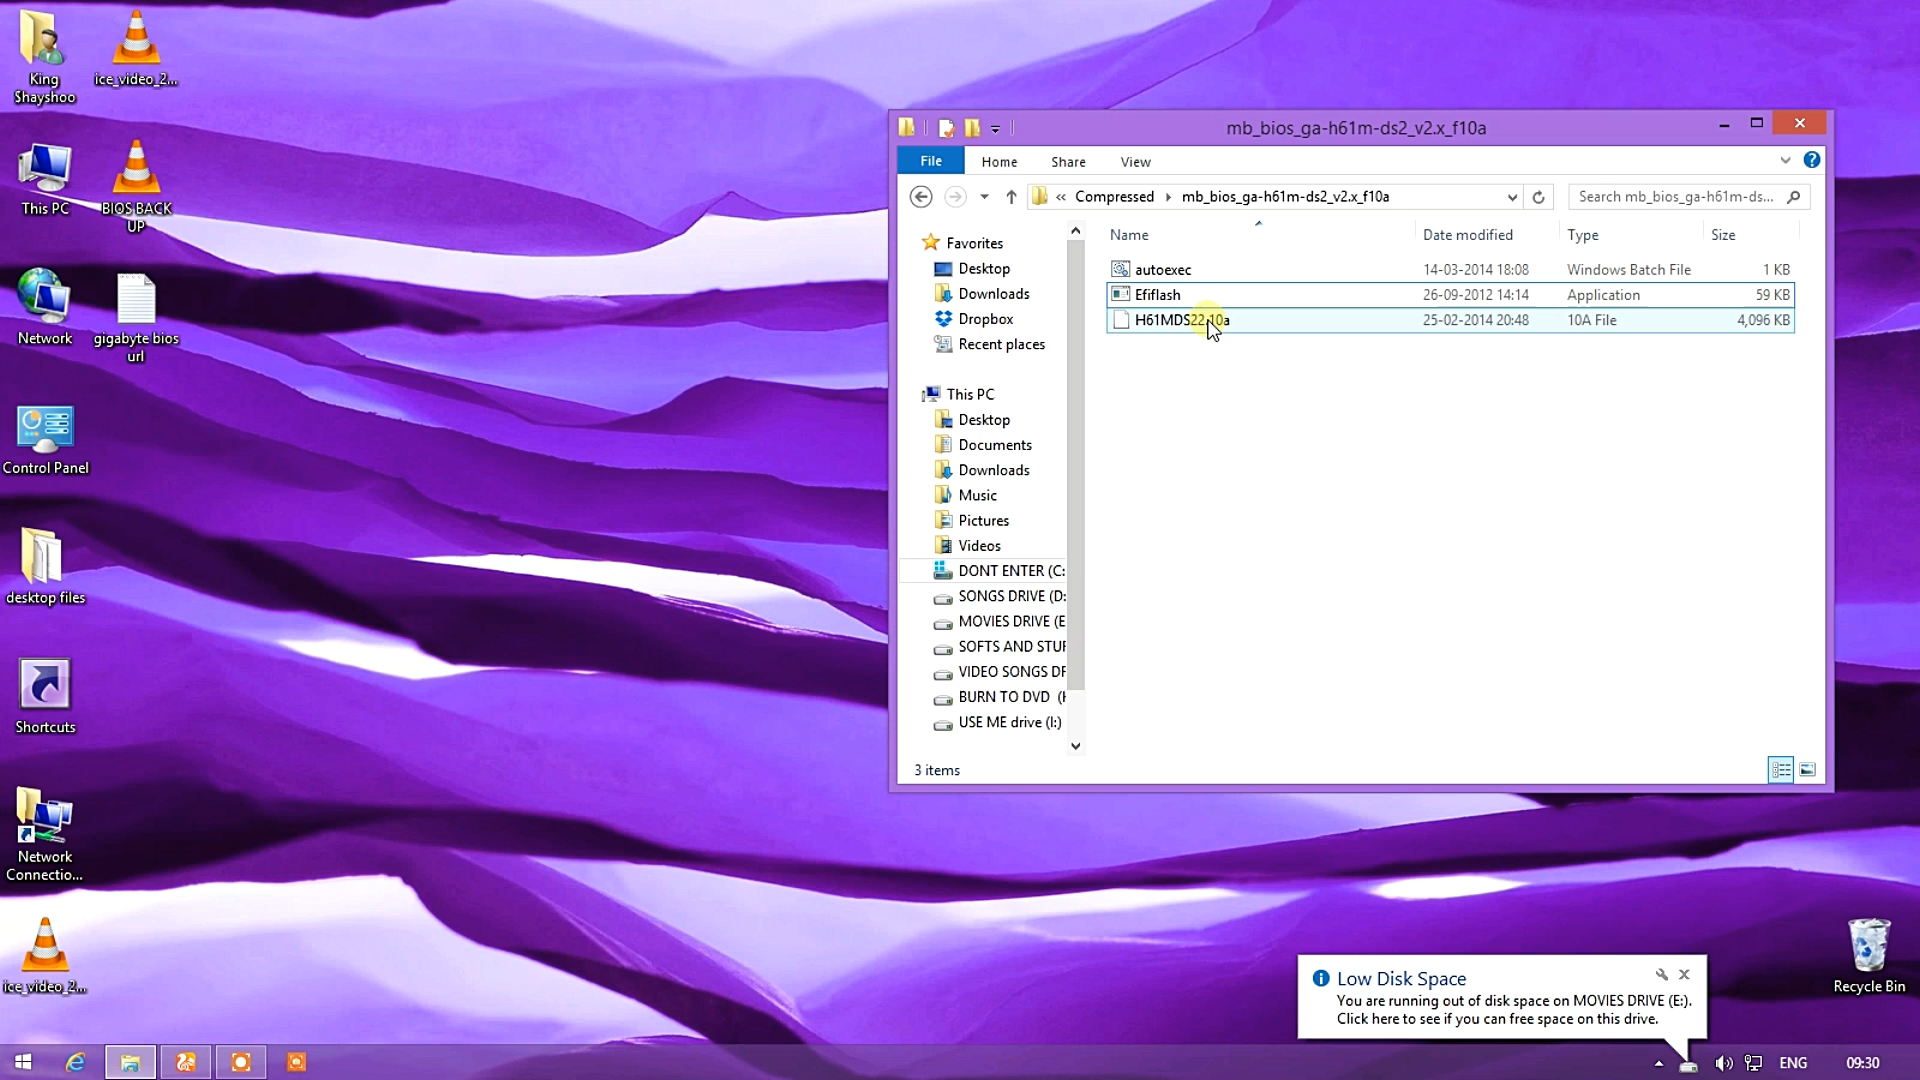 King
Shayshoo
ice_video_2...
This PC
BIOS BACK
UP
Network
gigabyte bios
url
Control Panel
desktop files
Shortcuts
Network
Connectio...
ice_video_2...
mb_bios_ga-h61m-ds2_v2.x_f10a
File Home Share View
« Compressed mb_bios_ga-h61m-ds2_v2.x_f10a Search mb_bios_ga-h61m-ds...
Name Date modified Type Size
autoexec 14-03-2014 18:08 Windows Batch File 1 KB
Efiflash 26-09-2012 14:14 Application 59 KB
H61MDS22.10a 25-02-2014 20:48 10A File 4,096 KB
Favorites
Desktop
Downloads
Dropbox
Recent places
This PC
Desktop
Documents
Downloads
Music
Pictures
Videos
DONT ENTER (C:
SONGS DRIVE (D:
MOVIES DRIVE (E
SOFTS AND STUF
VIDEO SONGS DR
BURN TO DVD (H
USE ME drive (I:)
3 items
Low Disk Space
You are running out of disk space on MOVIES DRIVE (E:).
Click here to see if you can free space on this drive.
Recycle Bin
ENG 09:30